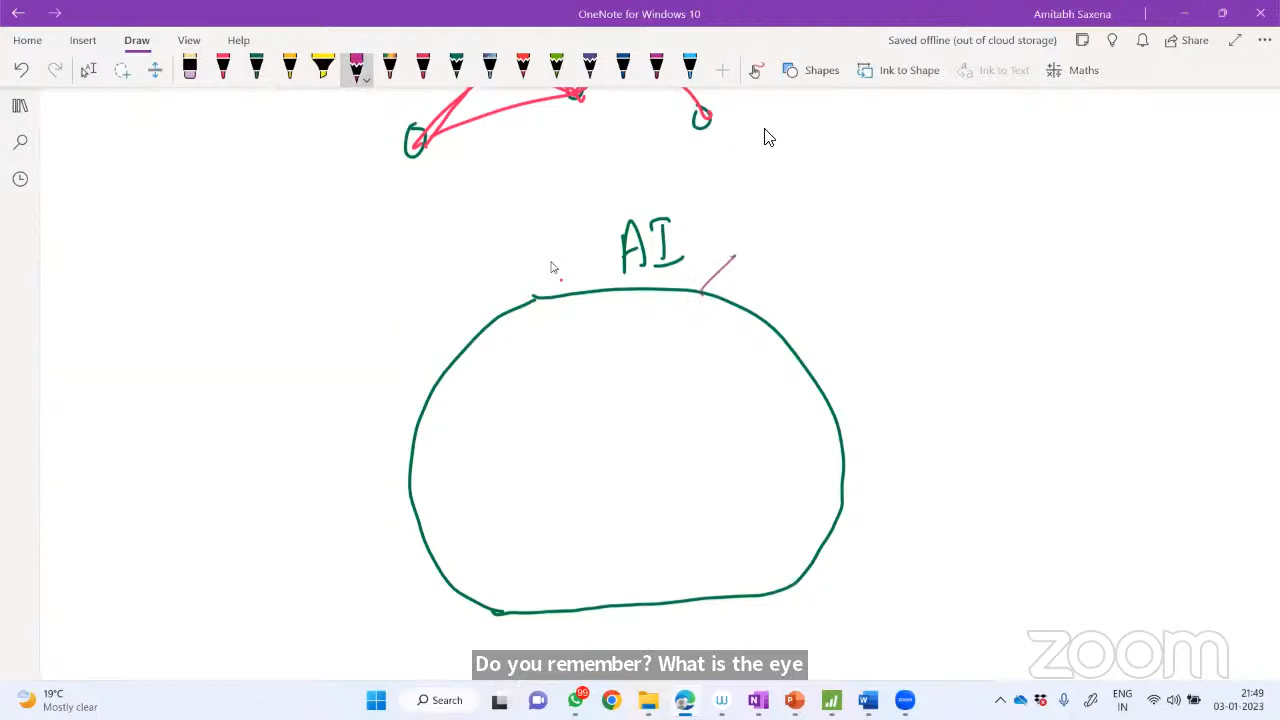 OneNote for Windows 10
Amitabh Saxena
Home Insert Draw View Help
Saved offline (out of cloud storage) Share
Shapes Ink to Shape Ink to Text Maths
AI
Do you remember? What is the eye
zoom
19°C
Mostly clear
Search
99
ENG
IN
21:49
03-01-2023